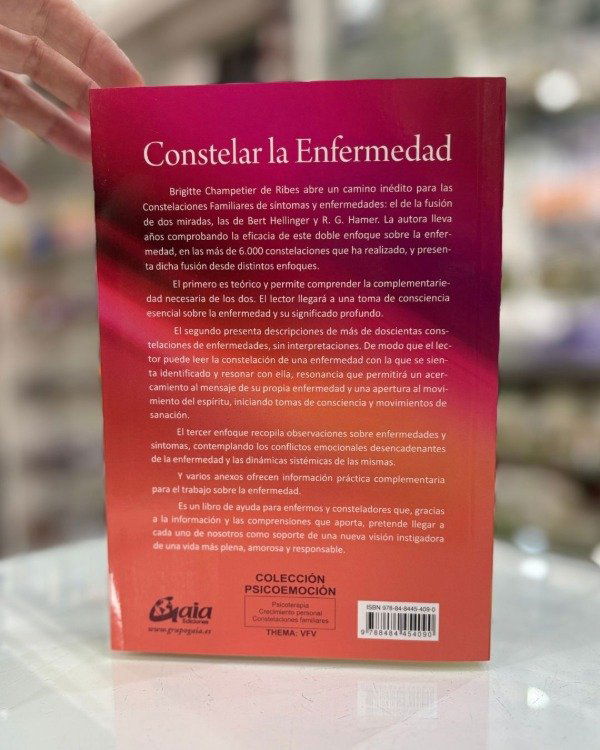 Constelar la Enfermedad
Brigitte Champetier de Ribes abre un camino inédito para las
Constelaciones Familiares de síntomas y enfermedades: el de la fusión
de dos miradas, las de Bert Hellinger y R. G. Hamer. La autora lleva
años comprobando la eficacia de este doble enfoque sobre la enfer-
medad, en las más de 6.000 constelaciones que ha realizado, y presen-
ta dicha fusión desde distintos enfoques.
El primero es teórico y permite comprender la complementarie-
dad necesaria de los dos. El lector llegará a una toma de consciencia
esencial sobre la enfermedad y su significado profundo.
El segundo presenta descripciones de más de doscientas cons-
telaciones de enfermedades, sin interpretaciones. De modo que el lec-
tor puede leer la constelación de una enfermedad con la que se sien-
ta identificado y resonar con ella, resonancia que permitirá un acer-
camiento al mensaje de su propia enfermedad y una apertura al movi-
miento del espíritu, iniciando tomas de consciencia y movimientos de
sanación.
El tercer enfoque recopila observaciones sobre enfermedades y
síntomas, contemplando los conflictos emocionales desencadenantes
de la enfermedad y las dinámicas sistémicas de las mismas.
Y varios anexos ofrecen información práctica complementaria
para el trabajo sobre la enfermedad.
Es un libro de ayuda para enfermos y consteladores que, gracias
a la información y las comprensiones que aporta, pretende llegar a
cada uno de nosotros como soporte de una nueva visión instigadora
de una vida más plena, amorosa y responsable.
Gaia
Ediciones
www.grupogaia.es
COLECCIÓN
PSICOEMOCIÓN
Psicoterapia
Crecimiento personal
Constelaciones familiares
THEMA: VFV
ISBN 978-84-8445-409-0
9 788484 454090